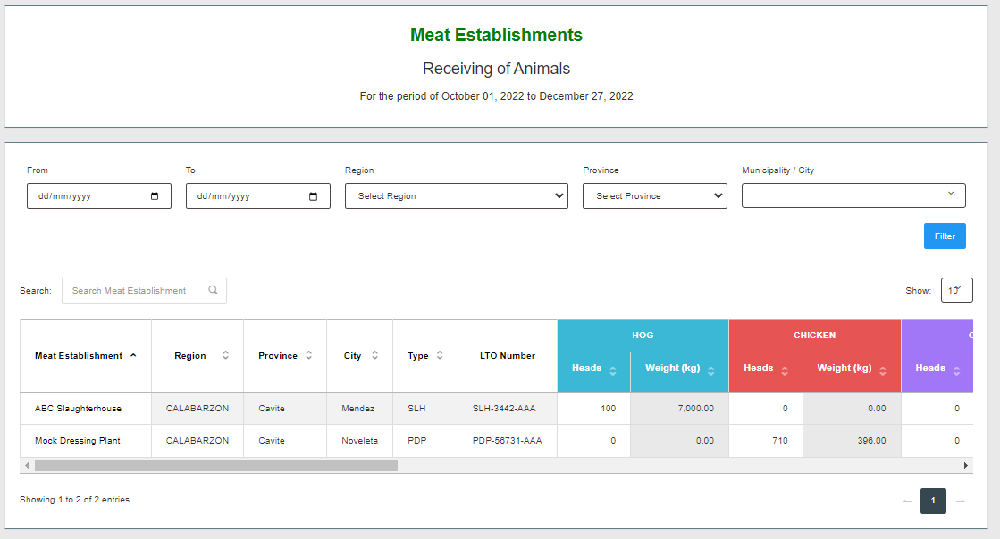 Meat Establishments
Receiving of Animals
For the period of October 01, 2022 to December 27, 2022
From To Region Province Municipality / City
dd/mm/yyyy dd/mm/yyyy Select Region Select Province
Filter
Search: Search Meat Establishment Show: 10
HOG CHICKEN
Meat Establishment Region Province City Type LTO Number
Heads Weight (kg) Heads Weight (kg) Heads
ABC Slaughterhouse CALABARZON Cavite Mendez SLH SLH-3442-AAA 100 7,000.00 0 0.00 0
Mock Dressing Plant CALABARZON Cavite Noveleta PDP PDP-56731-AAA 0 0.00 710 396.00 0
Showing 1 to 2 of 2 entries ← 1 →